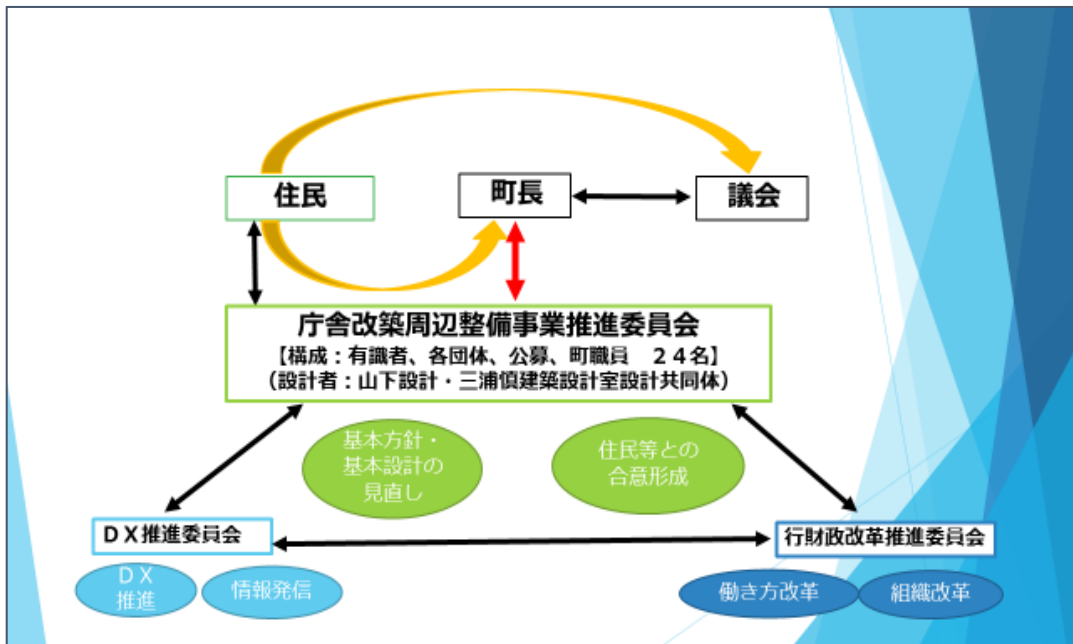 住民
町長
議会
庁舎改築周辺整備事業推進委員会
【構成：有識者、各団体、公募、町職員　２４名】
（設計者：山下設計・三浦慎建築設計室設計共同体）
基本方針・
基本設計の
見直し
住民等との
合意形成
ＤＸ推進委員会
行財政改革推進委員会
ＤＸ
推進
情報発信
働き方改革
組織改革